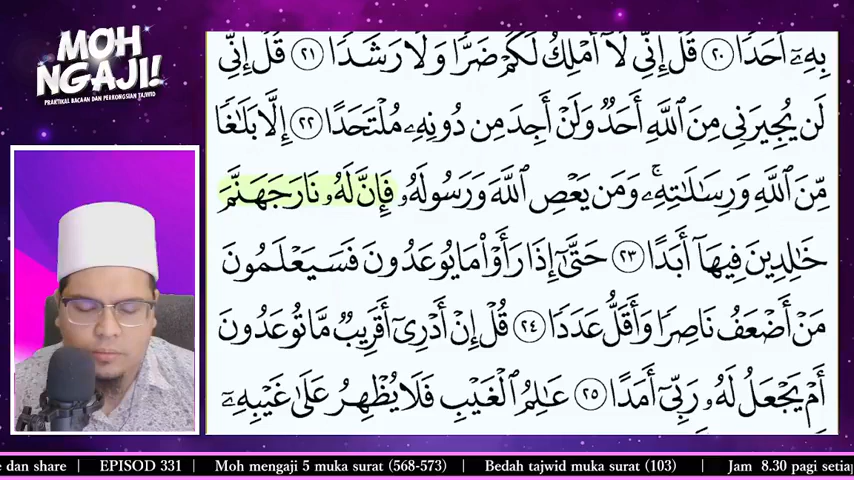 MOH
NGAJI!
PRAKTIKAL BACAAN DAN PERKONGSIAN TAJWID
بِهِۦٓ أَحَدًا ٢٠ قُلْ إِنِّي لَآ أَمْلِكُ لَكُمْ ضَرًّا وَلَا رَشَدًا ٢١ قُلْ إِنِّي
لَن يُجِيرَنِي مِنَ ٱللَّهِ أَحَدٌ وَلَنْ أَجِدَ مِن دُونِهِۦ مُلْتَحَدًا ٢٢ إِلَّا بَلَٰغًا
مِّنَ ٱللَّهِ وَرِسَٰلَٰتِهِۦۚ وَمَن يَعْصِ ٱللَّهَ وَرَسُولَهُۥ فَإِنَّ لَهُۥ نَارَ جَهَنَّمَ
خَٰلِدِينَ فِيهَآ أَبَدًا ٢٣ حَتَّىٰٓ إِذَا رَأَوْا۟ مَا يُوعَدُونَ فَسَيَعْلَمُونَ
مَنْ أَضْعَفُ نَاصِرًا وَأَقَلُّ عَدَدًا ٢٤ قُلْ إِنْ أَدْرِىٓ أَقَرِيبٌ مَّا تُوعَدُونَ
أَمْ يَجْعَلُ لَهُۥ رَبِّىٓ أَمَدًا ٢٥ عَٰلِمُ ٱلْغَيْبِ فَلَا يُظْهِرُ عَلَىٰ غَيْبِهِۦٓ
e dan share | EPISOD 331 | Moh mengaji 5 muka surat (568-573) | Bedah tajwid muka surat (103) | Jam 8.30 pagi setia